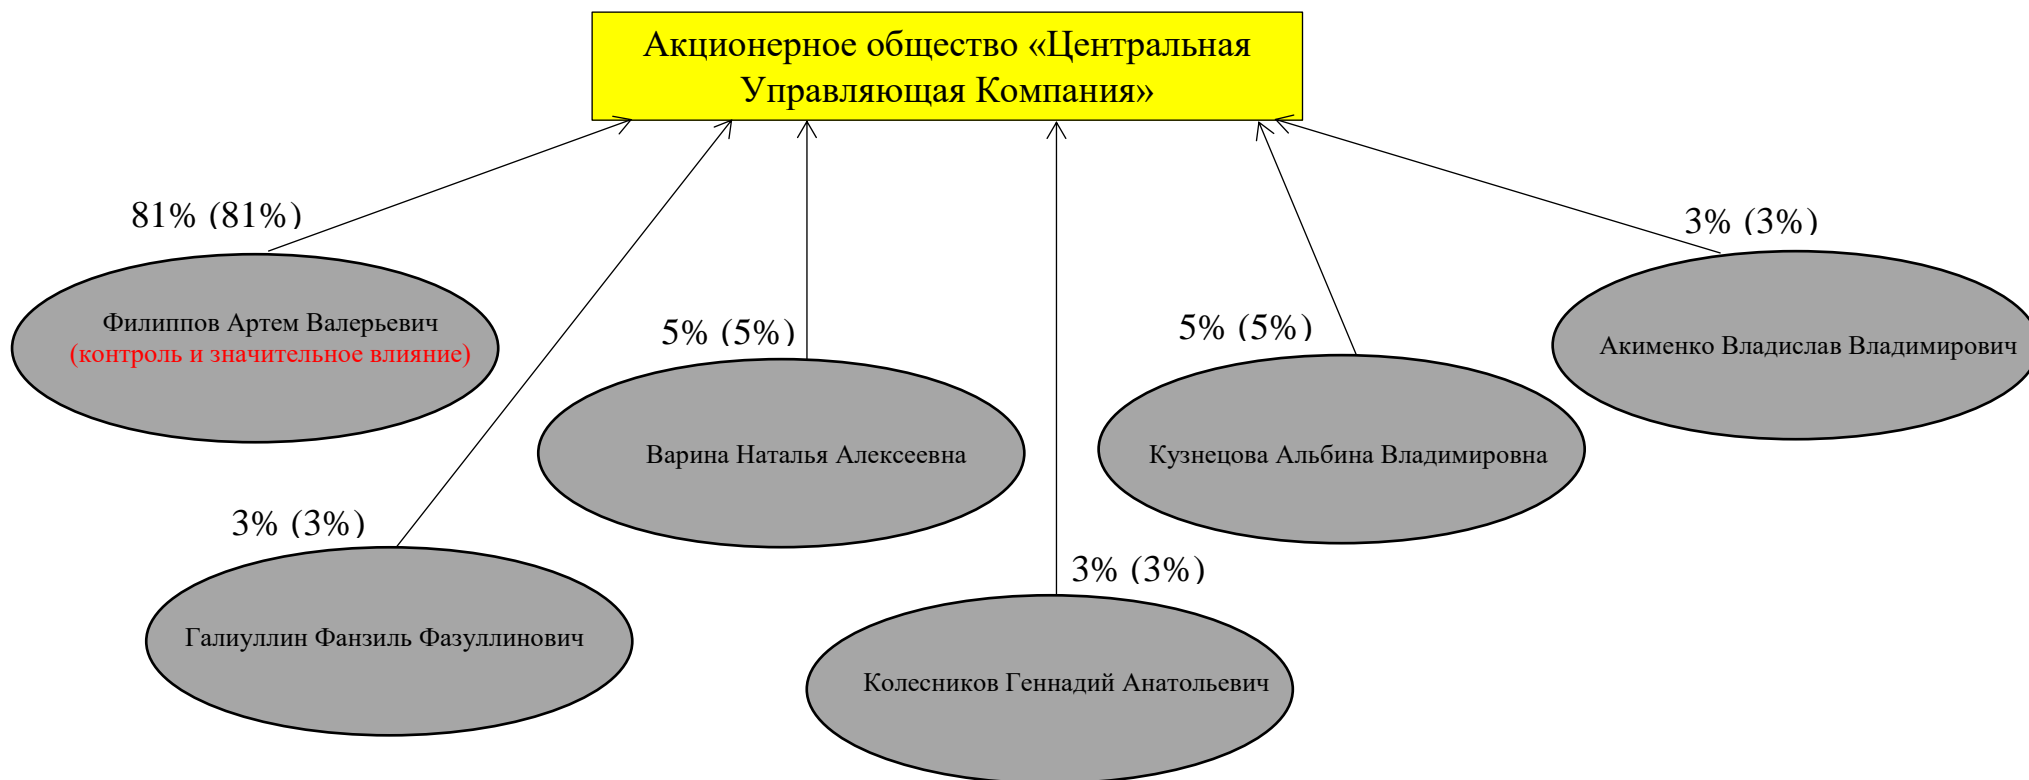 Акционерное общество «Центральная
Управляющая Компания»
81% (81%)
3% (3%)
Филиппов Артем Валерьевич
(контроль и значительное влияние)
5% (5%)
5% (5%)
Акименко Владислав Владимирович
Варина Наталья Алексеевна
Кузнецова Альбина Владимировна
3% (3%)
3% (3%)
Галиуллин Фанзиль Фазуллинович
Колесников Геннадий Анатольевич